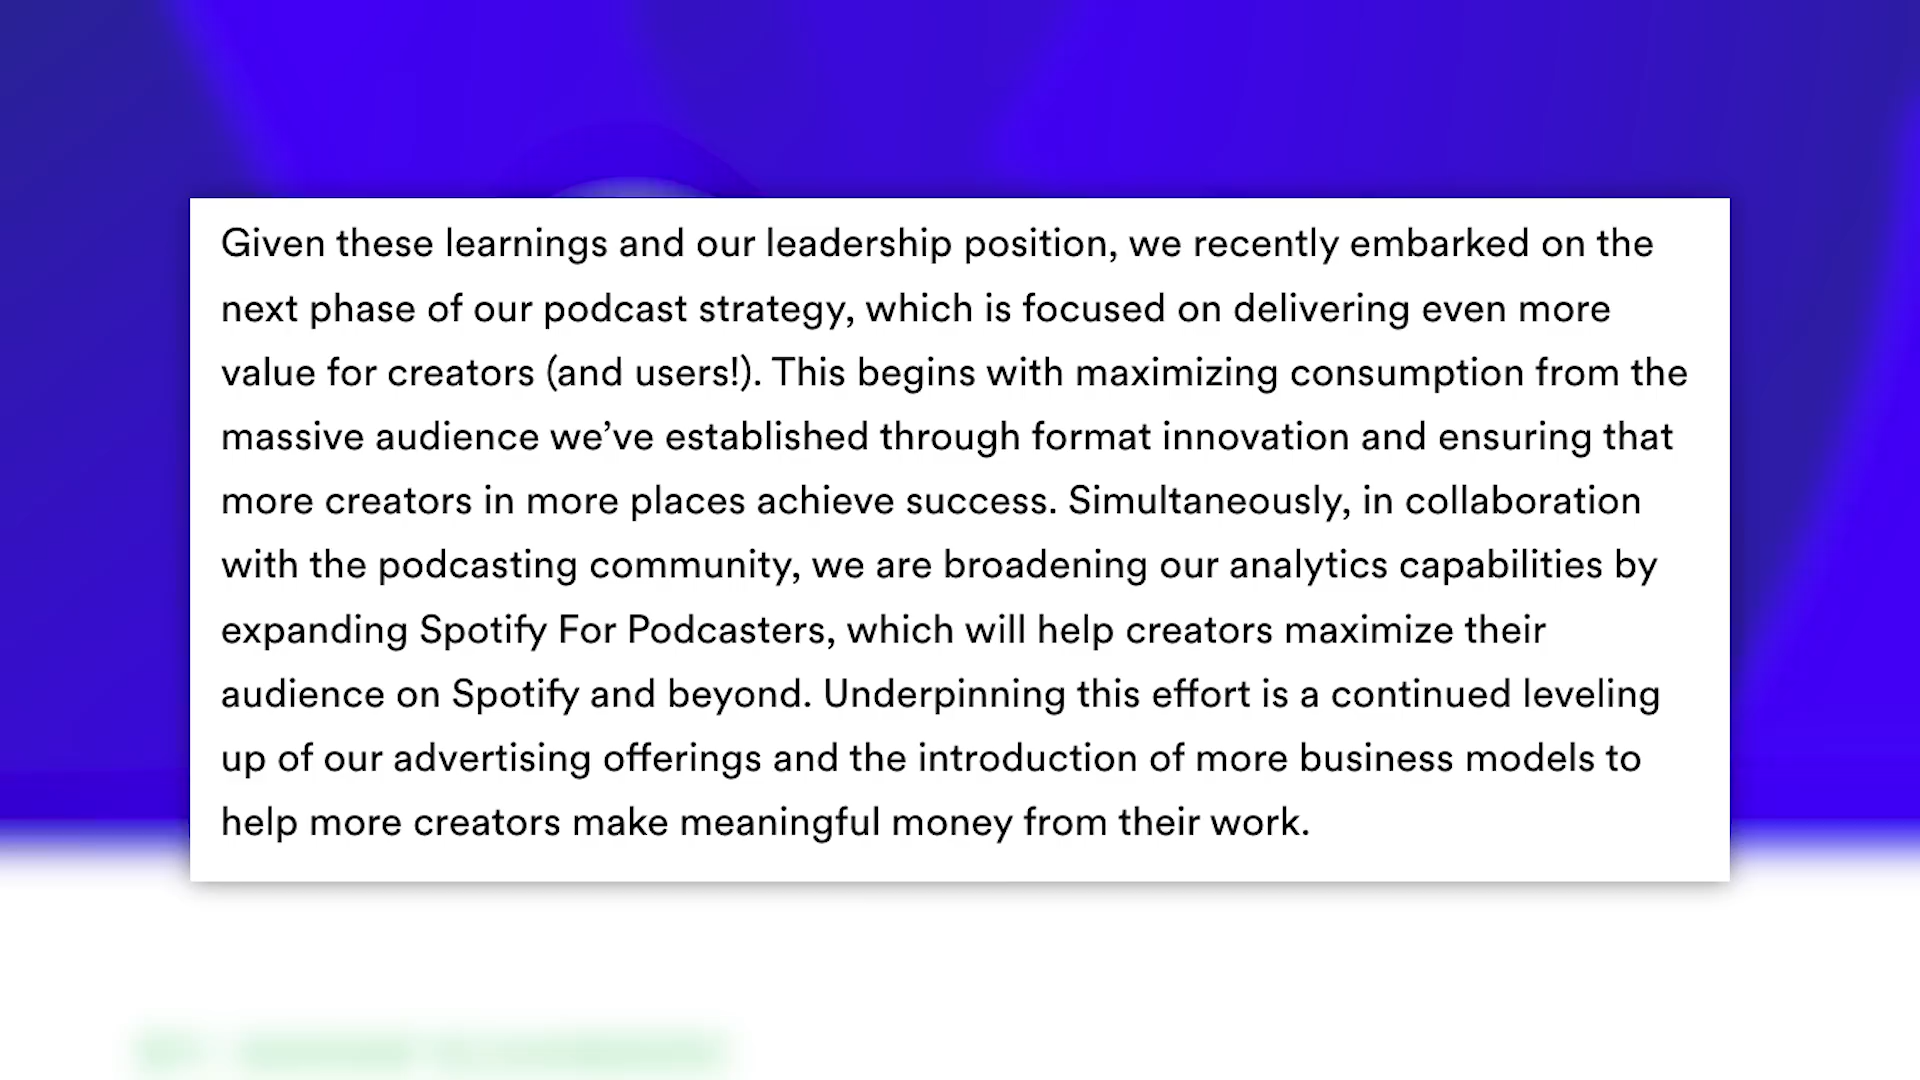 Given these learnings and our leadership position, we recently embarked on the
next phase of our podcast strategy, which is focused on delivering even more
value for creators (and users!). This begins with maximizing consumption from the
massive audience we’ve established through format innovation and ensuring that
more creators in more places achieve success. Simultaneously, in collaboration
with the podcasting community, we are broadening our analytics capabilities by
expanding Spotify For Podcasters, which will help creators maximize their
audience on Spotify and beyond. Underpinning this effort is a continued leveling
up of our advertising offerings and the introduction of more business models to
help more creators make meaningful money from their work.